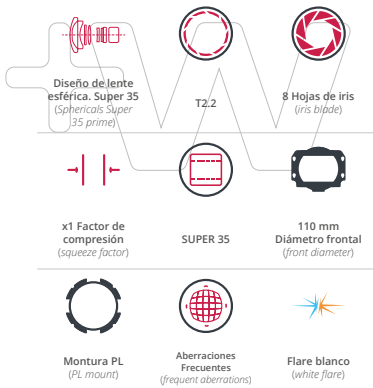 Diseño de lente
esférica. Super 35
(Sphericals Super
35 prime)
T2.2
8 Hojas de iris
(iris blade)
x1 Factor de
compresión
(squeeze factor)
SUPER 35
110 mm
Diámetro frontal
(front diameter)
Montura PL
(PL mount)
Aberraciones
Frecuentes
(frequent aberrations)
Flare blanco
(white flare)